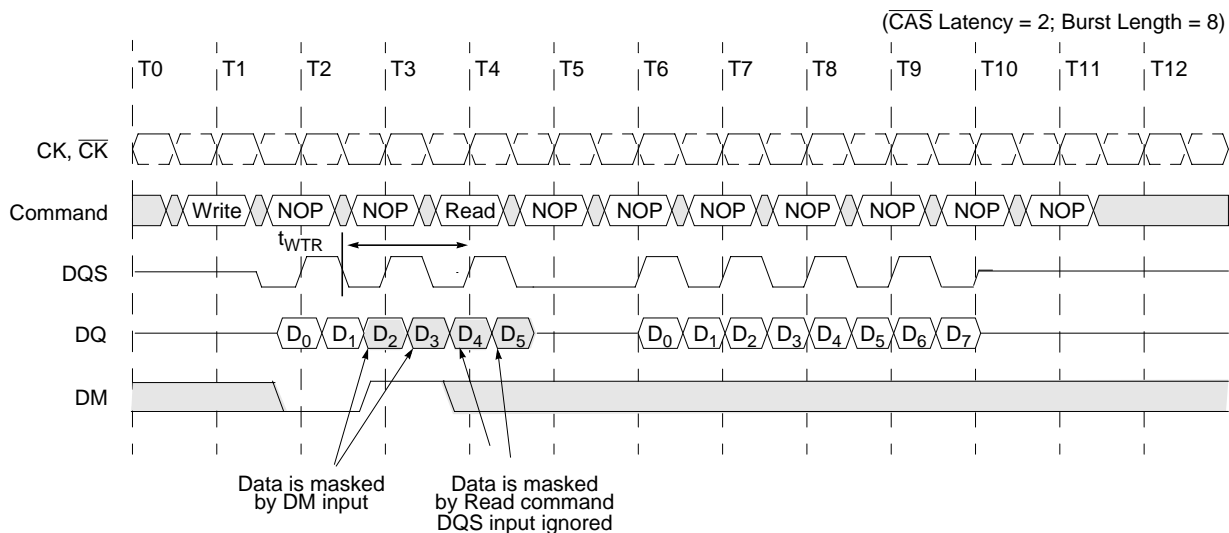 (C̅A̅S̅ Latency = 2; Burst Length = 8)
T0 T1 T2 T3 T4 T5 T6 T7 T8 T9 T10 T11 T12
CK, C̅K̅
Command Write NOP NOP Read NOP NOP NOP NOP NOP NOP NOP
tWTR
DQS
DQ D0 D1 D2 D3 D4 D5 D0 D1 D2 D3 D4 D5 D6 D7
DM
Data is masked
by DM input
Data is masked
by Read command
DQS input ignored